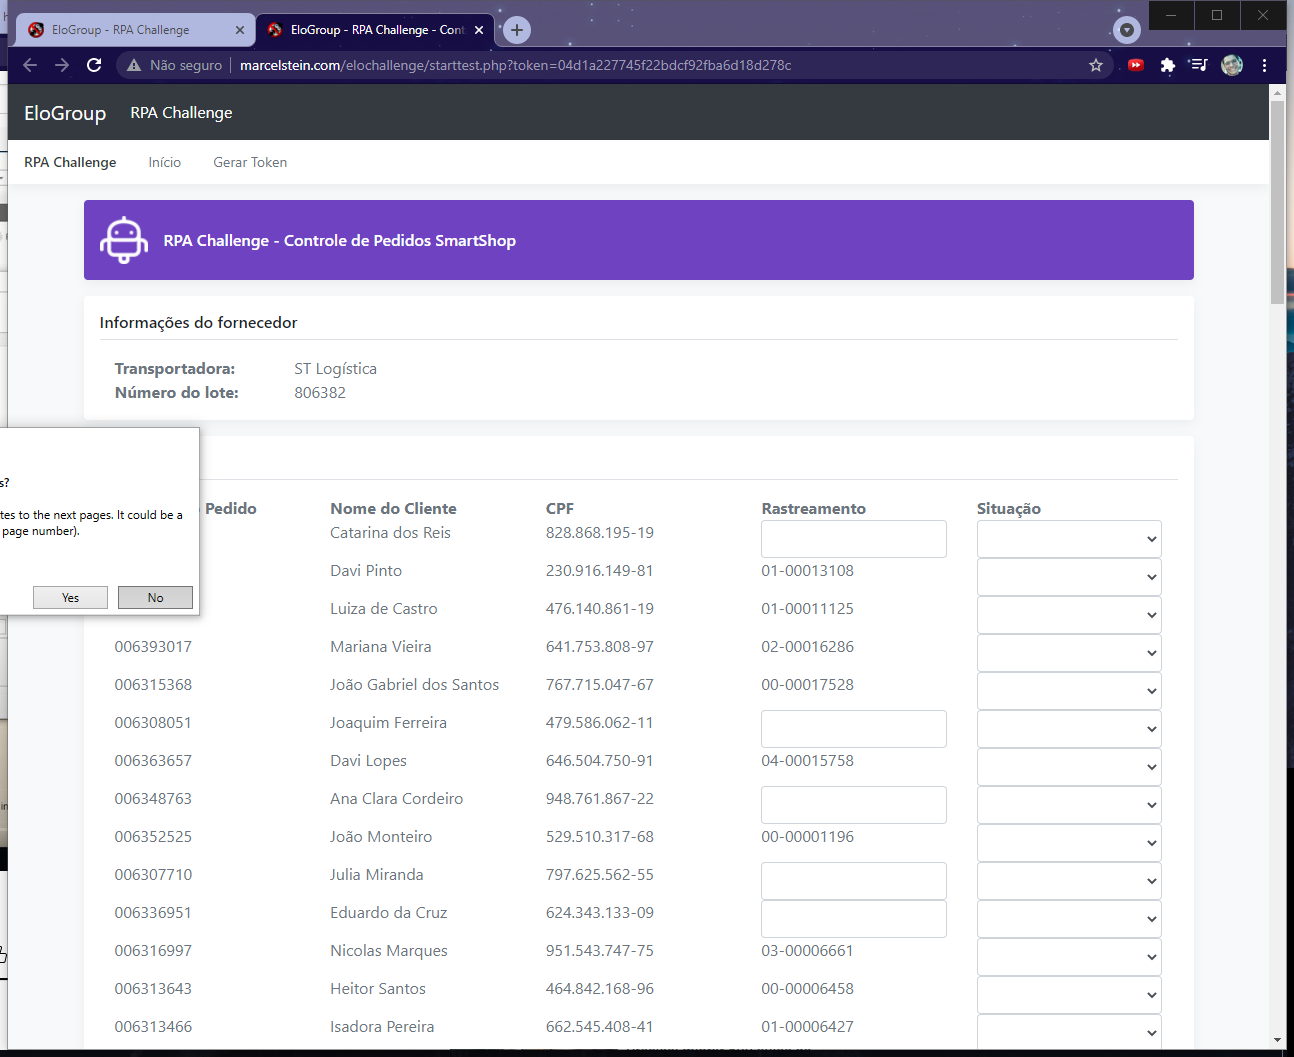 EloGroup - RPA Challenge
EloGroup - RPA Challenge - Cont
Não seguro
marcelstein.com/elochallenge/starttest.php?token=04d1a227745f22bdcf92fba6d18d278c
EloGroup RPA Challenge
RPA Challenge Início Gerar Token
RPA Challenge - Controle de Pedidos SmartShop
Informações do fornecedor
Transportadora: ST Logística
Número do lote: 806382
s?
tes to the next pages. It could be a
page number).
Yes No
Pedido Nome do Cliente CPF Rastreamento Situação
Catarina dos Reis 828.868.195-19
Davi Pinto 230.916.149-81 01-00013108
Luiza de Castro 476.140.861-19 01-00011125
006393017 Mariana Vieira 641.753.808-97 02-00016286
006315368 João Gabriel dos Santos 767.715.047-67 00-00017528
006308051 Joaquim Ferreira 479.586.062-11
006363657 Davi Lopes 646.504.750-91 04-00015758
006348763 Ana Clara Cordeiro 948.761.867-22
006352525 João Monteiro 529.510.317-68 00-00001196
006307710 Julia Miranda 797.625.562-55
006336951 Eduardo da Cruz 624.343.133-09
006316997 Nicolas Marques 951.543.747-75 03-00006661
006313643 Heitor Santos 464.842.168-96 00-00006458
006313466 Isadora Pereira 662.545.408-41 01-00006427